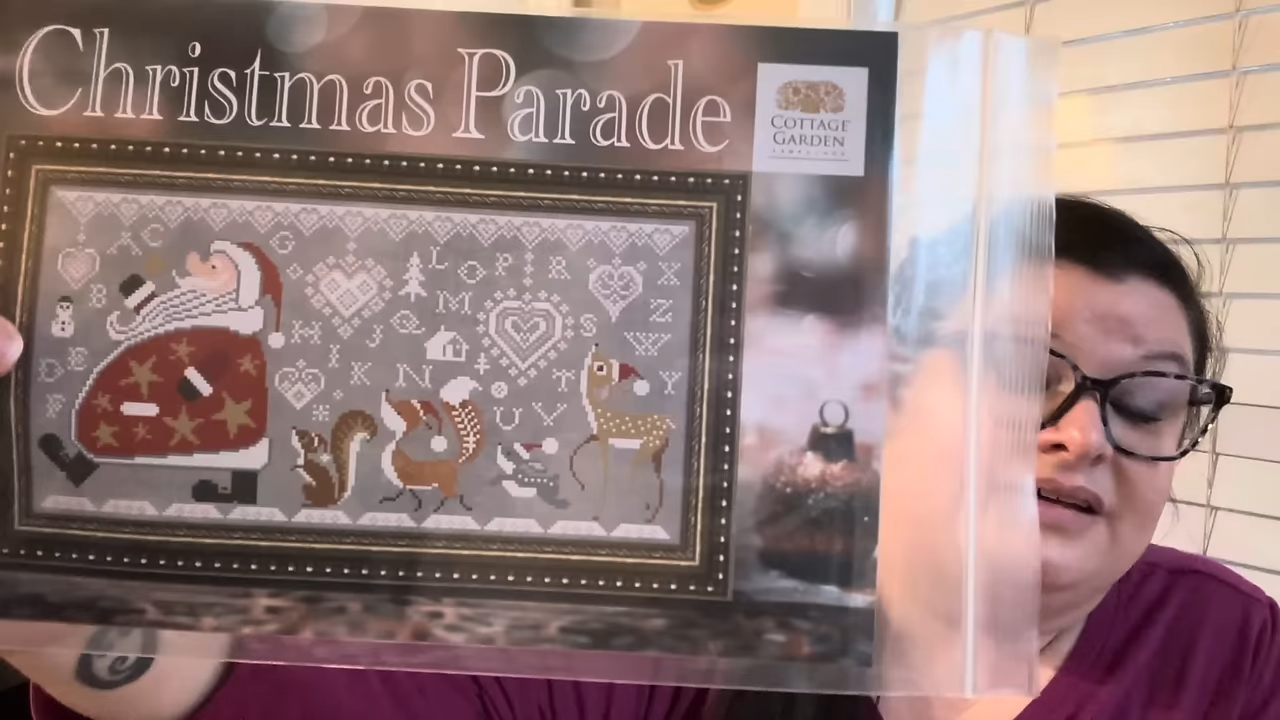 Christmas Parade
COTTAGE
GARDEN
A C G L O P R X
B M Q S Z
H I J W
D E K N T Y
F U V